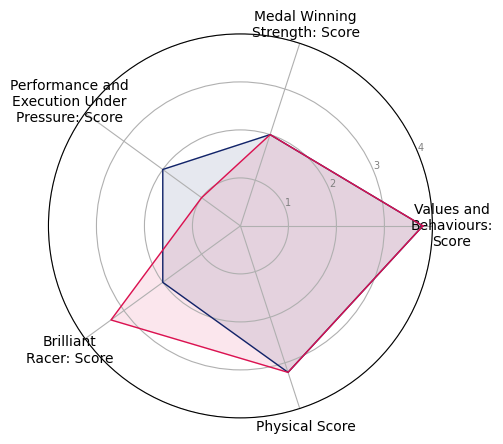 Medal Winning
Strength: Score
Performance and
Execution Under
Pressure: Score
4
3
2
1
Values and
Behaviours:
Score
Brilliant
Racer: Score
Physical Score